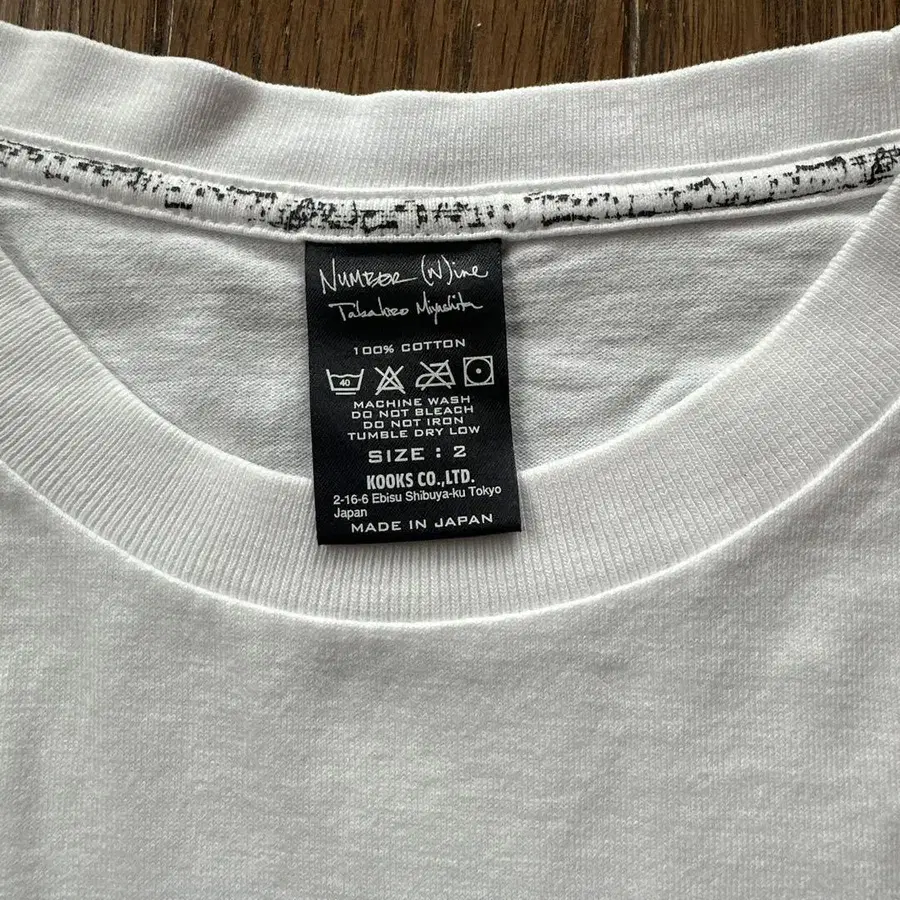 NUMBER (N)ine
Takahiro Miyashita
100% COTTON
40
MACHINE WASH
DO NOT BLEACH
DO NOT IRON
TUMBLE DRY LOW
SIZE : 2
KOOKS CO.,LTD.
2-16-6 Ebisu Shibuya-ku Tokyo
Japan
MADE IN JAPAN